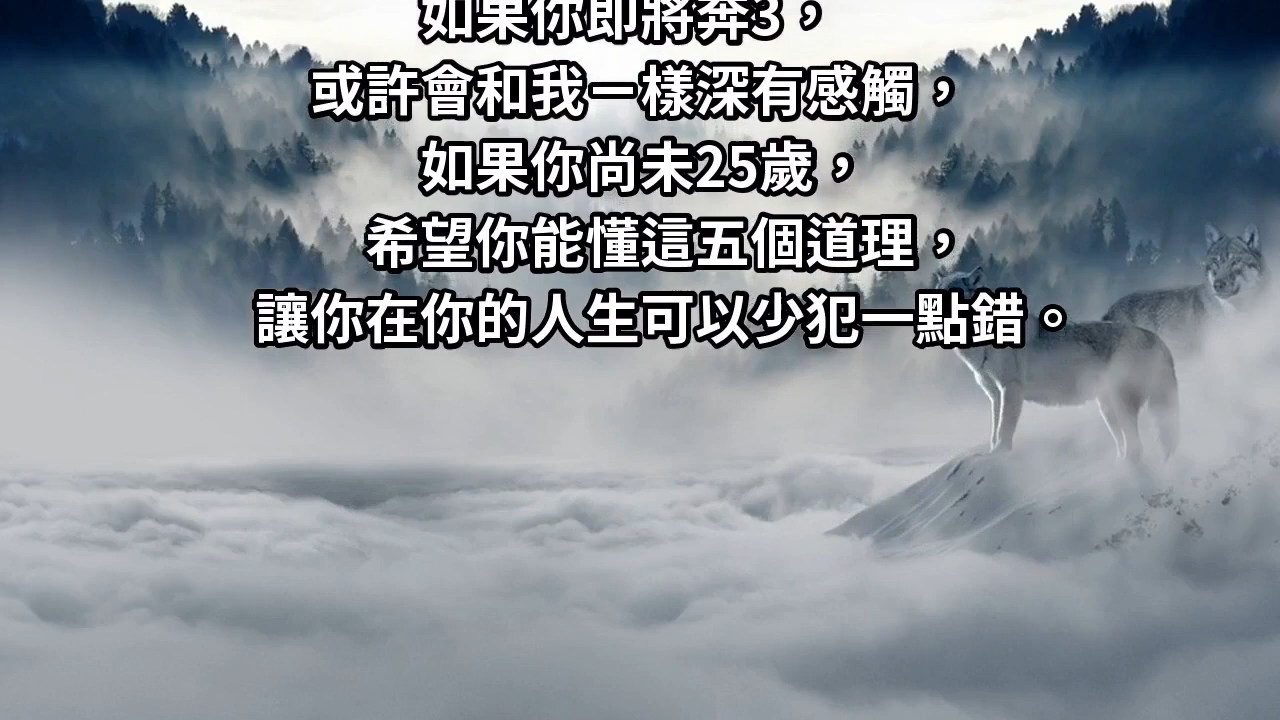 如果你即將奔3，
或許會和我一樣深有感觸，
如果你尚未25歲，
希望你能懂這五個道理，
讓你在你的人生可以少犯一點錯。